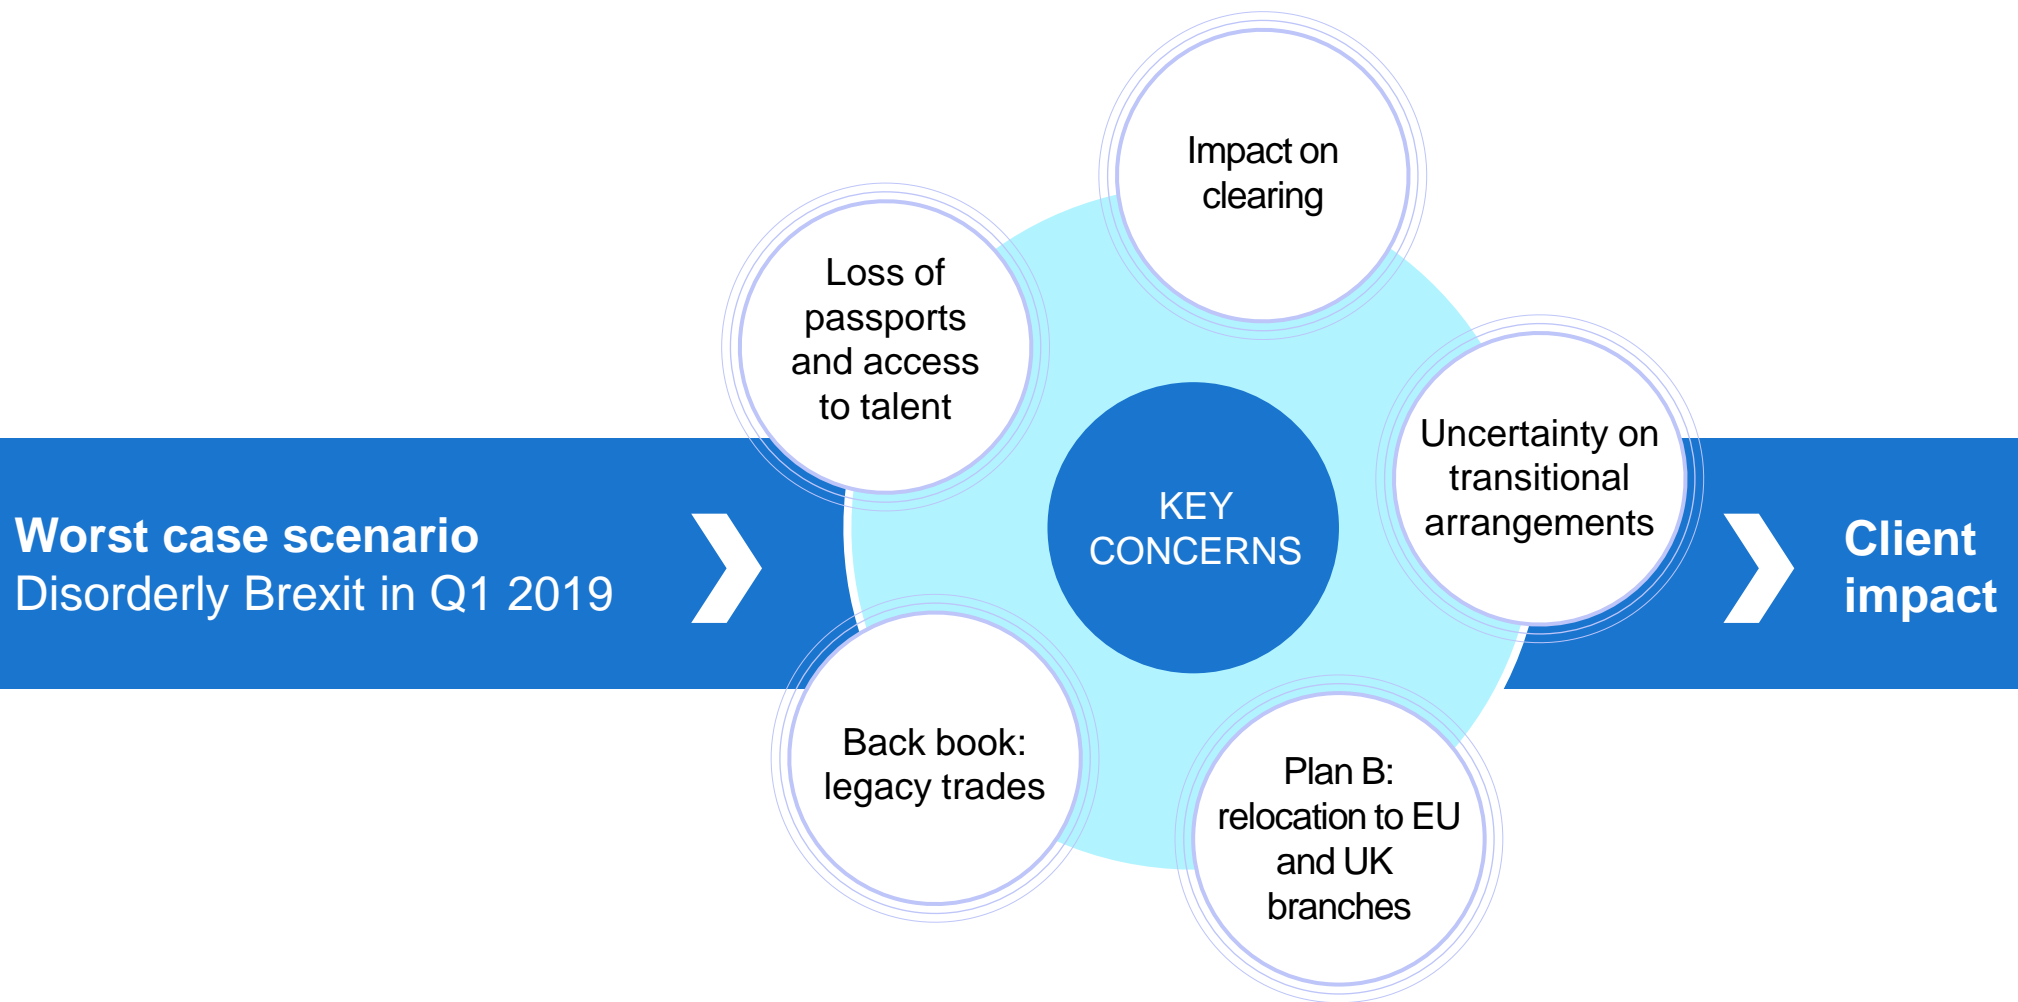 Worst case scenario
Disorderly Brexit in Q1 2019
Loss of
passports
and access
to talent
Impact on
clearing
Uncertainty on
transitional
arrangements
KEY
CONCERNS
Back book:
legacy trades
Plan B:
relocation to EU
and UK
branches
Client
impact